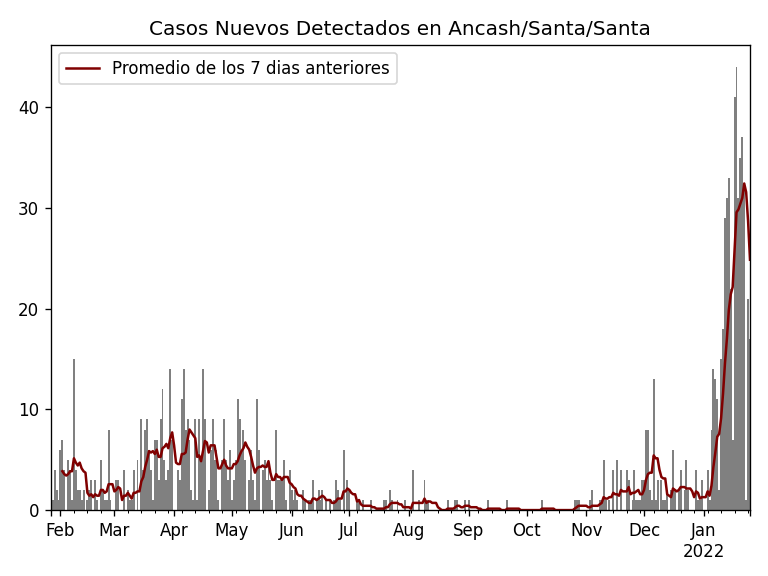 Casos Nuevos Detectados en Ancash/Santa/Santa
Promedio de los 7 dias anteriores
40
30
20
10
0
Feb Mar Apr May Jun Jul Aug Sep Oct Nov Dec Jan
2022